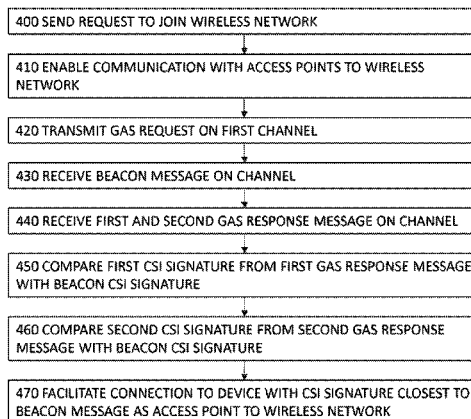 400 SEND REQUEST TO JOIN WIRELESS NETWORK
410 ENABLE COMMUNICATION WITH ACCESS POINTS TO WIRELESS
NETWORK
420 TRANSMIT GAS REQUEST ON FIRST CHANNEL
430 RECEIVE BEACON MESSAGE ON CHANNEL
440 RECEIVE FIRST AND SECOND GAS RESPONSE MESSAGE ON CHANNEL
450 COMPARE FIRST CSI SIGNATURE FROM FIRST GAS RESPONSE MESSAGE
WITH BEACON CSI SIGNATURE
460 COMPARE SECOND CSI SIGNATURE FROM SECOND GAS RESPONSE
MESSAGE WITH BEACON CSI SIGNATURE
470 FACILITATE CONNECTION TO DEVICE WITH CSI SIGNATURE CLOSEST TO
BEACON MESSAGE AS ACCESS POINT TO WIRELESS NETWORK